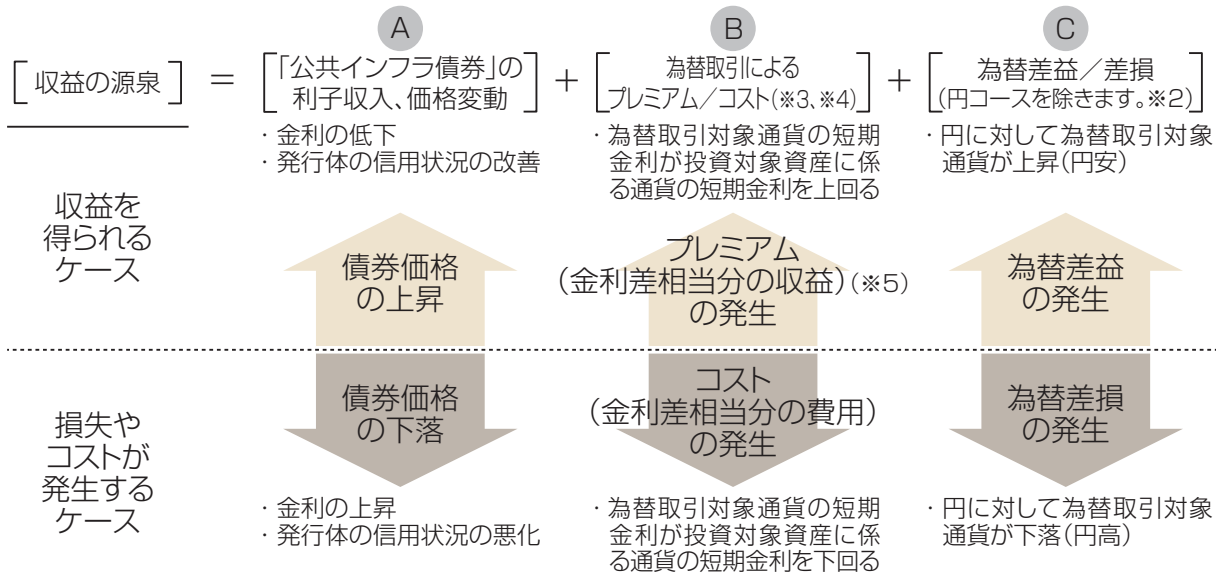 A
B
C
収益の源泉
=
「公共インフラ債券」の
利子収入、価格変動
+
為替取引による
プレミアム／コスト(※3、※4)
+
為替差益／差損
(円コースを除きます。※2)
・金利の低下
・発行体の信用状況の改善
・為替取引対象通貨の短期
金利が投資対象資産に係
る通貨の短期金利を上回る
・円に対して為替取引対象
通貨が上昇(円安)
収益を
得られる
ケース
債券価格
の上昇
プレミアム
(金利差相当分の収益)(※5)
の発生
為替差益
の発生
損失や
コストが
発生する
ケース
債券価格
の下落
コスト
(金利差相当分の費用)
の発生
為替差損
の発生
・金利の上昇
・発行体の信用状況の悪化
・為替取引対象通貨の短期
金利が投資対象資産に係
る通貨の短期金利を下回る
・円に対して為替取引対象
通貨が下落(円高)